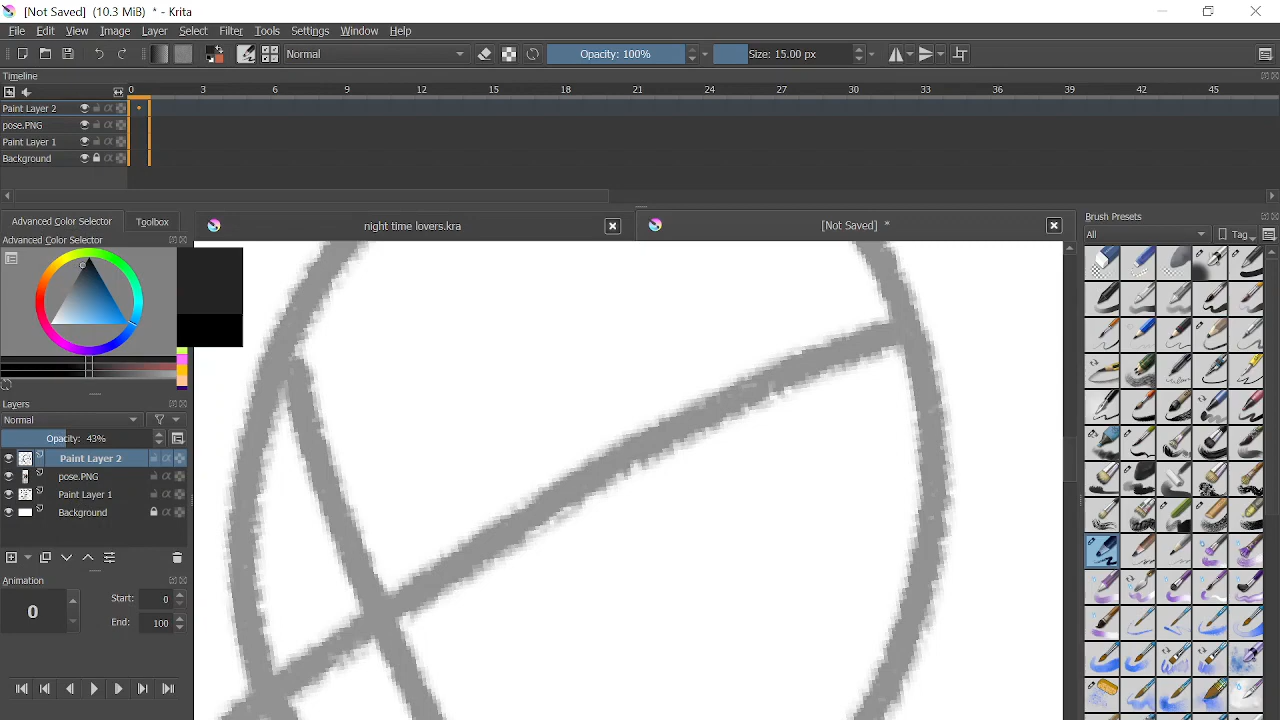 [Not Saved] (10.3 MiB) * - Krita
File Edit View Image Layer Select Filter Tools Settings Window Help
Normal Opacity: 100% Size: 15.00 px
Timeline
0 3 6 9 12 15 18 21 24 27 30 33 36 39 42 45
Paint Layer 2
pose.PNG
Paint Layer 1
Background
Advanced Color Selector Toolbox
night time lovers.kra
[Not Saved] *
Advanced Color Selector
Brush Presets
All Tag
Layers
Normal
Opacity: 43%
Paint Layer 2
pose.PNG
Paint Layer 1
Background
Animation
0
Start: 0
End: 100